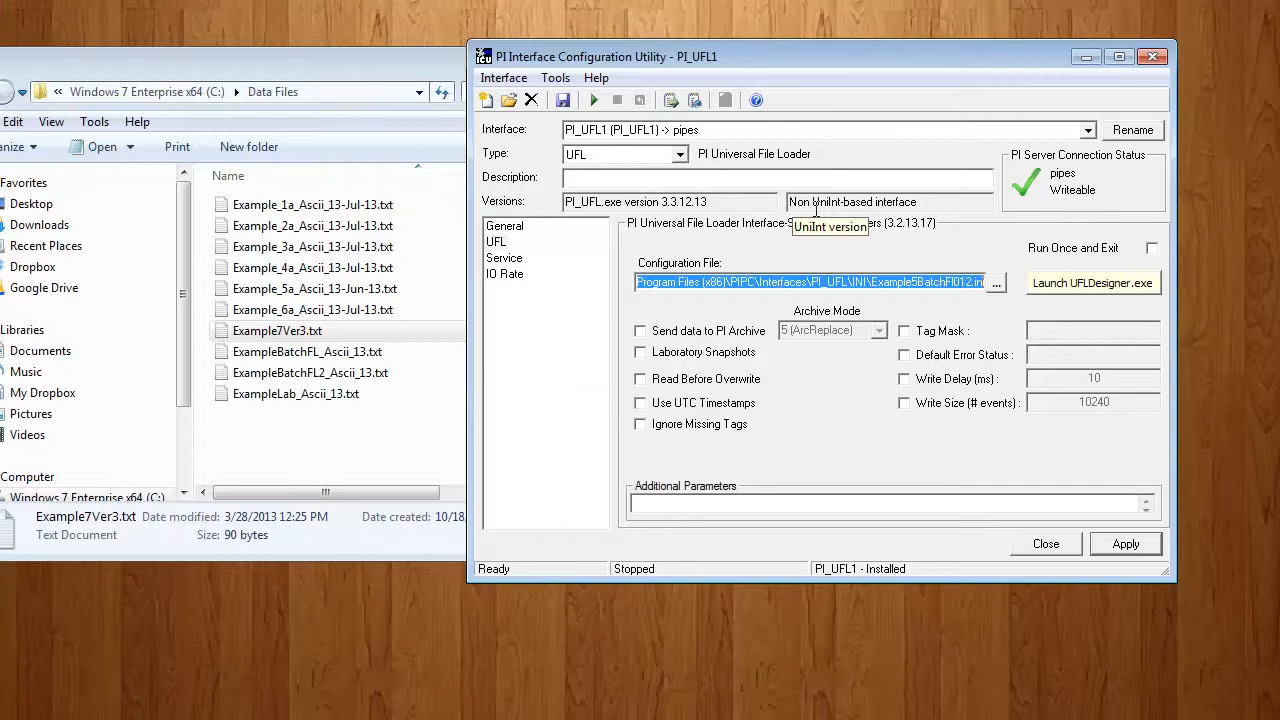 Windows 7 Enterprise x64 (C:) Data Files
Edit View Tools Help
Open Print New folder
Favorites
Desktop
Downloads
Recent Places
Dropbox
Google Drive
Libraries
Documents
Music
My Dropbox
Pictures
Videos
Computer
Windows 7 Enterprise x64 (C:)
Name
Example_1a_Ascii_13-Jul-13.txt
Example_2a_Ascii_13-Jul-13.txt
Example_3a_Ascii_13-Jul-13.txt
Example_4a_Ascii_13-Jul-13.txt
Example_5a_Ascii_Jun-13.txt
Example_6a_Ascii_13-Jul-13.txt
Example7Ver3.txt
ExampleBatchFL_Ascii_13.txt
ExampleBatchFL2_Ascii_13.txt
ExampleLab_Ascii_13.txt
Example7Ver3.txt Date modified: 3/28/2013 12:25 PM Date created: 10/18
Text Document Size: 90 bytes
PI Interface Configuration Utility - PI_UFL1
Interface Tools Help
Interface: PI_UFL1 (PI_UFL1) -> pipes Rename
Type: UFL PI Universal File Loader
Description:
Versions: PI_UFL.exe version 3.3.12.13 Non UniInt-based interface
UniInt version
PI Server Connection Status
pipes
Writeable
General
UFL
Service
IO Rate
PI Universal File Loader Interface-S (3.2.13.17)
Run Once and Exit
Configuration File:
Program Files (x86)\PIPC\Interfaces\PI_UFL\INI\Example5BatchFl012.ini ... Launch UFLDesigner.exe
Archive Mode
Send data to PI Archive 5 (ArcReplace) Tag Mask :
Laboratory Snapshots Default Error Status :
Read Before Overwrite Write Delay (ms) : 10
Use UTC Timestamps Write Size (# events) : 10240
Ignore Missing Tags
Additional Parameters
Close Apply
Ready Stopped PI_UFL1 - Installed